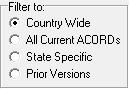 Filter to:
Country Wide
All Current ACORDs
State Specific
Prior Versions